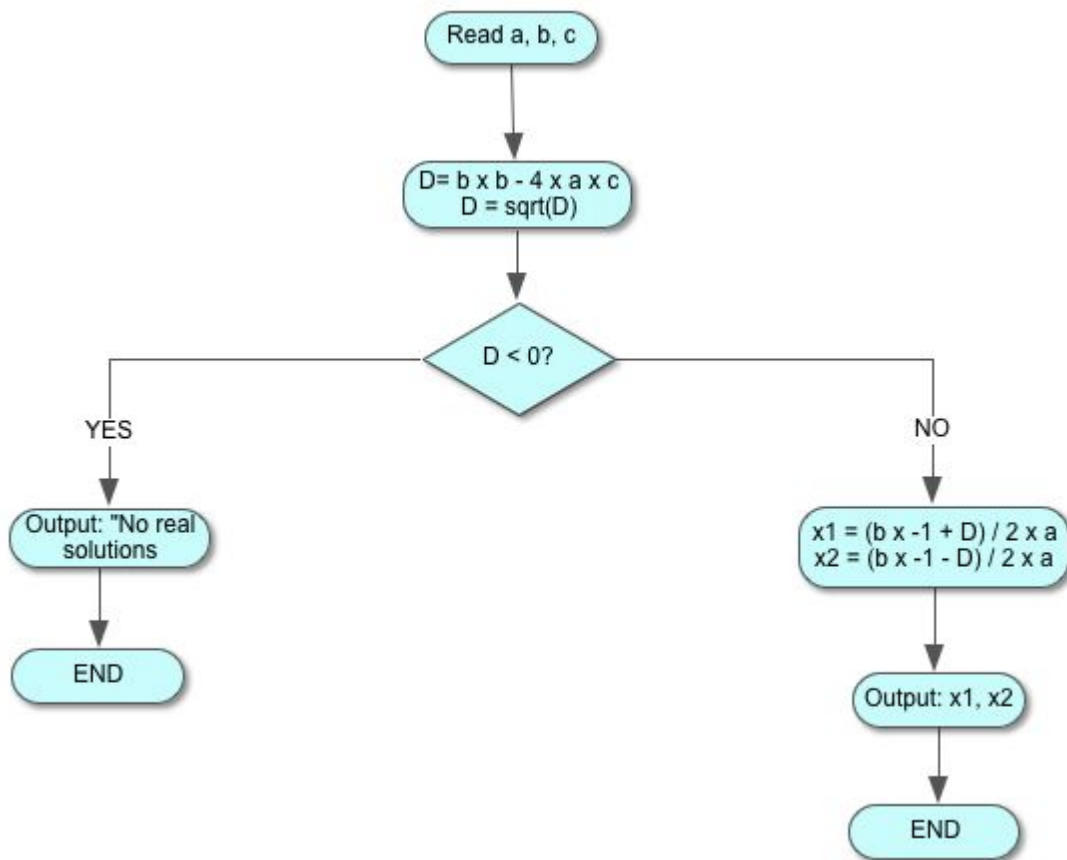 Read a, b, c
D= b x b - 4 x a x c
D = sqrt(D)
D < 0?
YES
NO
Output: "No real
solutions
x1 = (b x -1 + D) / 2 x a
x2 = (b x -1 - D) / 2 x a
END
Output: x1, x2
END